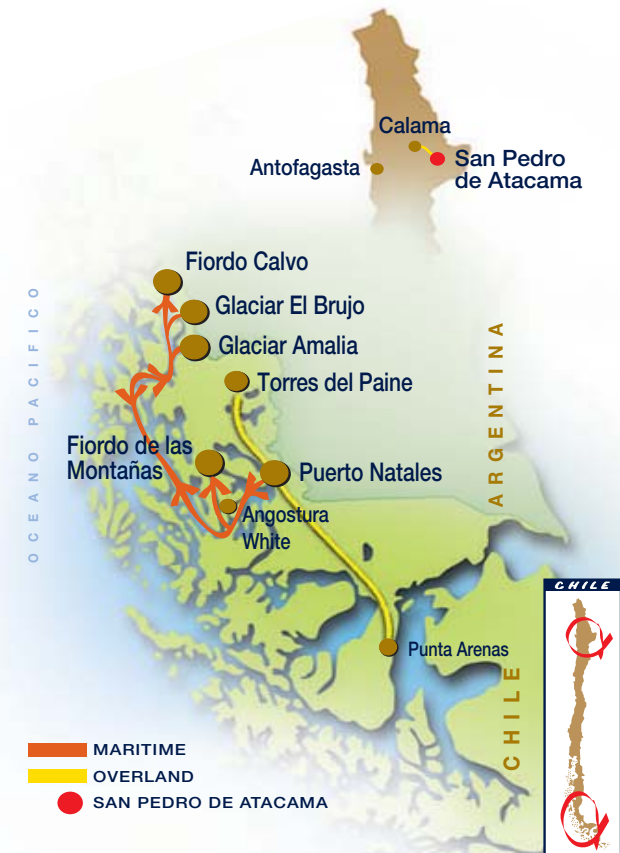 Calama
Antofagasta
San Pedro
de Atacama
Fiordo Calvo
Glaciar El Brujo
Glaciar Amalia
Torres del Paine
OCEANO PACIFICO
ARGENTINA
Fiordo de las
Montañas
Puerto Natales
Angostura
White
CHILE
Punta Arenas
CHILE
MARITIME
OVERLAND
SAN PEDRO DE ATACAMA